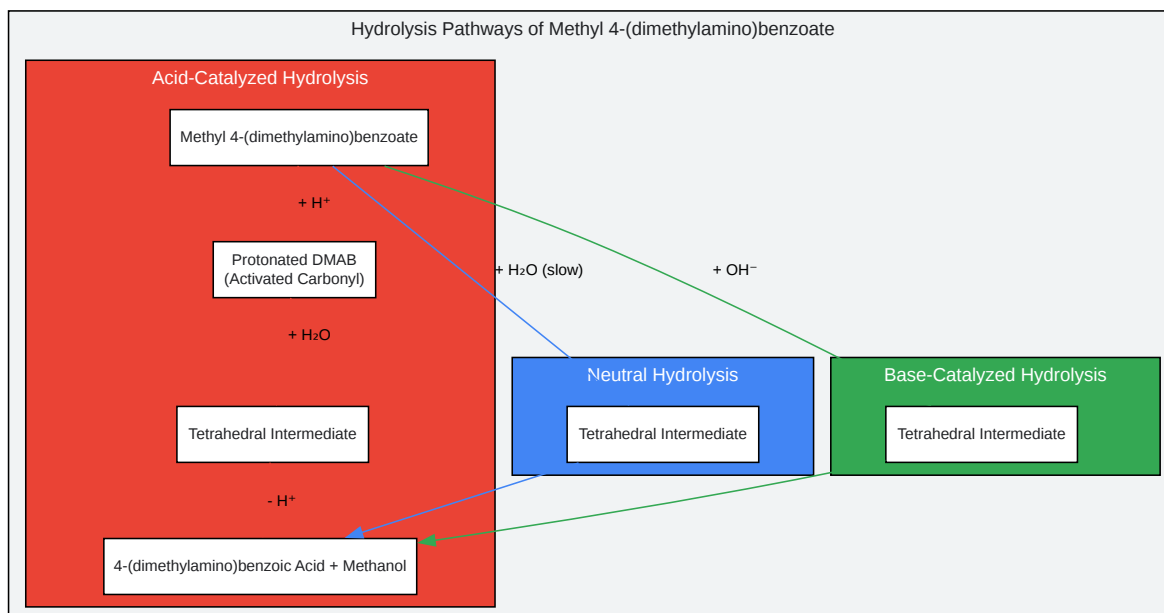 Hydrolysis Pathways of Methyl 4-(dimethylamino)benzoate
Acid-Catalyzed Hydrolysis
Methyl 4-(dimethylamino)benzoate
+ H⁺
Protonated DMAB
(Activated Carbonyl)
+ H₂O (slow)
+ OH⁻
+ H₂O
Neutral Hydrolysis
Base-Catalyzed Hydrolysis
Tetrahedral Intermediate
Tetrahedral Intermediate
Tetrahedral Intermediate
- H⁺
4-(dimethylamino)benzoic Acid + Methanol